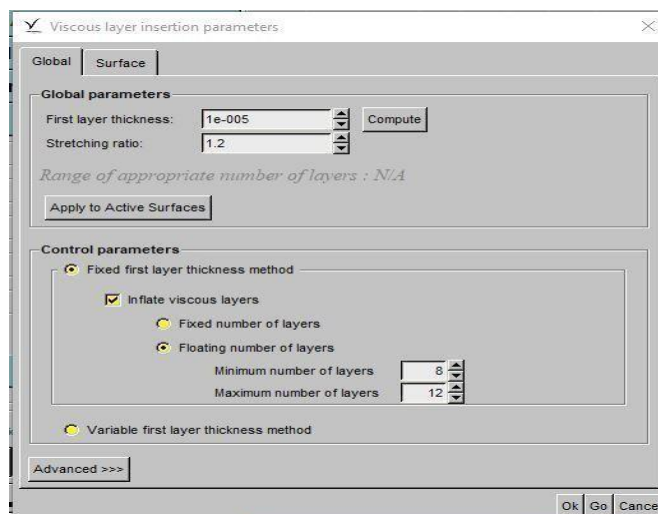 Viscous layer insertion parameters
Global Surface
Global parameters
First layer thickness: 1e-005 Compute
Stretching ratio: 1.2
Range of appropriate number of layers : N/A
Apply to Active Surfaces
Control parameters
Fixed first layer thickness method
Inflate viscous layers
Fixed number of layers
Floating number of layers
Minimum number of layers 8
Maximum number of layers 12
Variable first layer thickness method
Advanced >>>
Ok Go Cance